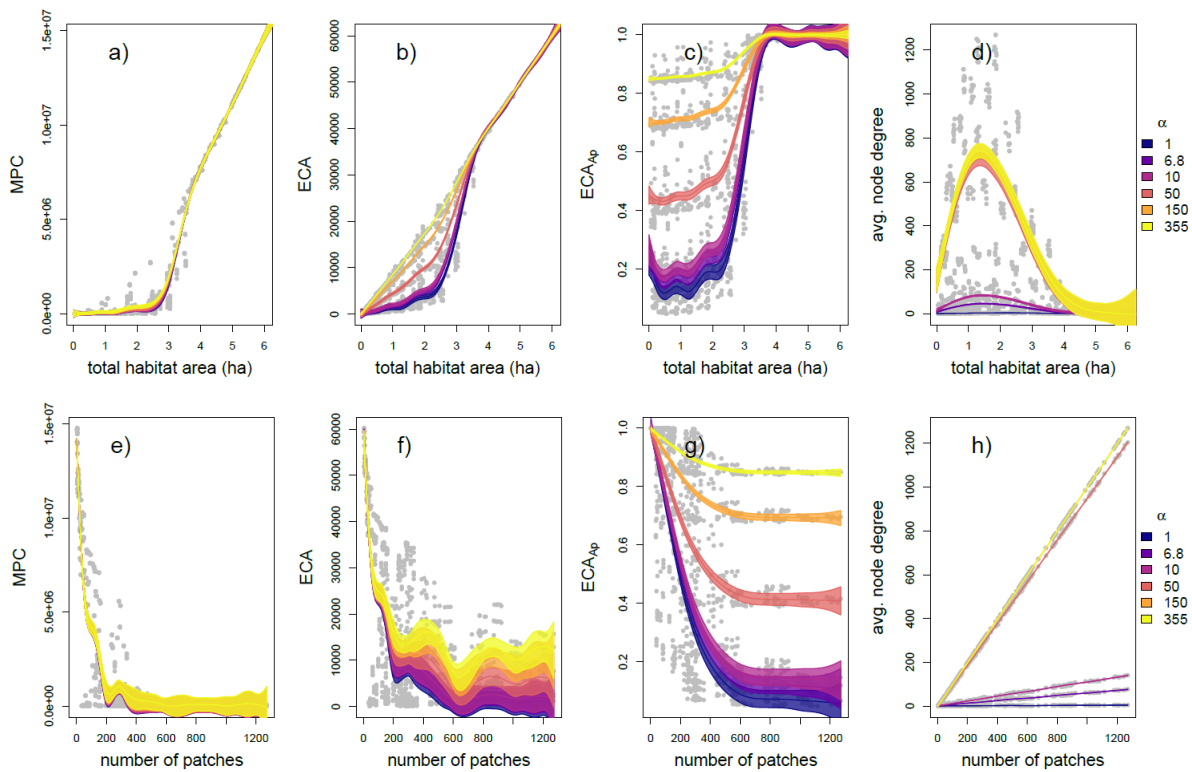 a)
MPC
0.0e+00 5.0e+06 1.0e+07 1.5e+07
0 1 2 3 4 5 6
total habitat area (ha)
b)
ECA
0 10000 20000 30000 40000 50000 60000
0 1 2 3 4 5 6
total habitat area (ha)
c)
ECA_Ap
0.2 0.4 0.6 0.8 1.0
0 1 2 3 4 5 6
total habitat area (ha)
d)
avg. node degree
0 200 400 600 800 1000 1200
0 1 2 3 4 5 6
total habitat area (ha)
α
1
6.8
10
50
150
355
e)
MPC
0.0e+00 5.0e+06 1.0e+07 1.5e+07
0 200 400 600 800 1200
number of patches
f)
ECA
0 10000 20000 30000 40000 50000 60000
0 200 400 600 800 1200
number of patches
g)
ECA_Ap
0.2 0.4 0.6 0.8 1.0
0 200 400 600 800 1200
number of patches
h)
avg. node degree
0 200 400 600 800 1000 1200
0 200 400 600 800 1200
number of patches
α
1
6.8
10
50
150
355